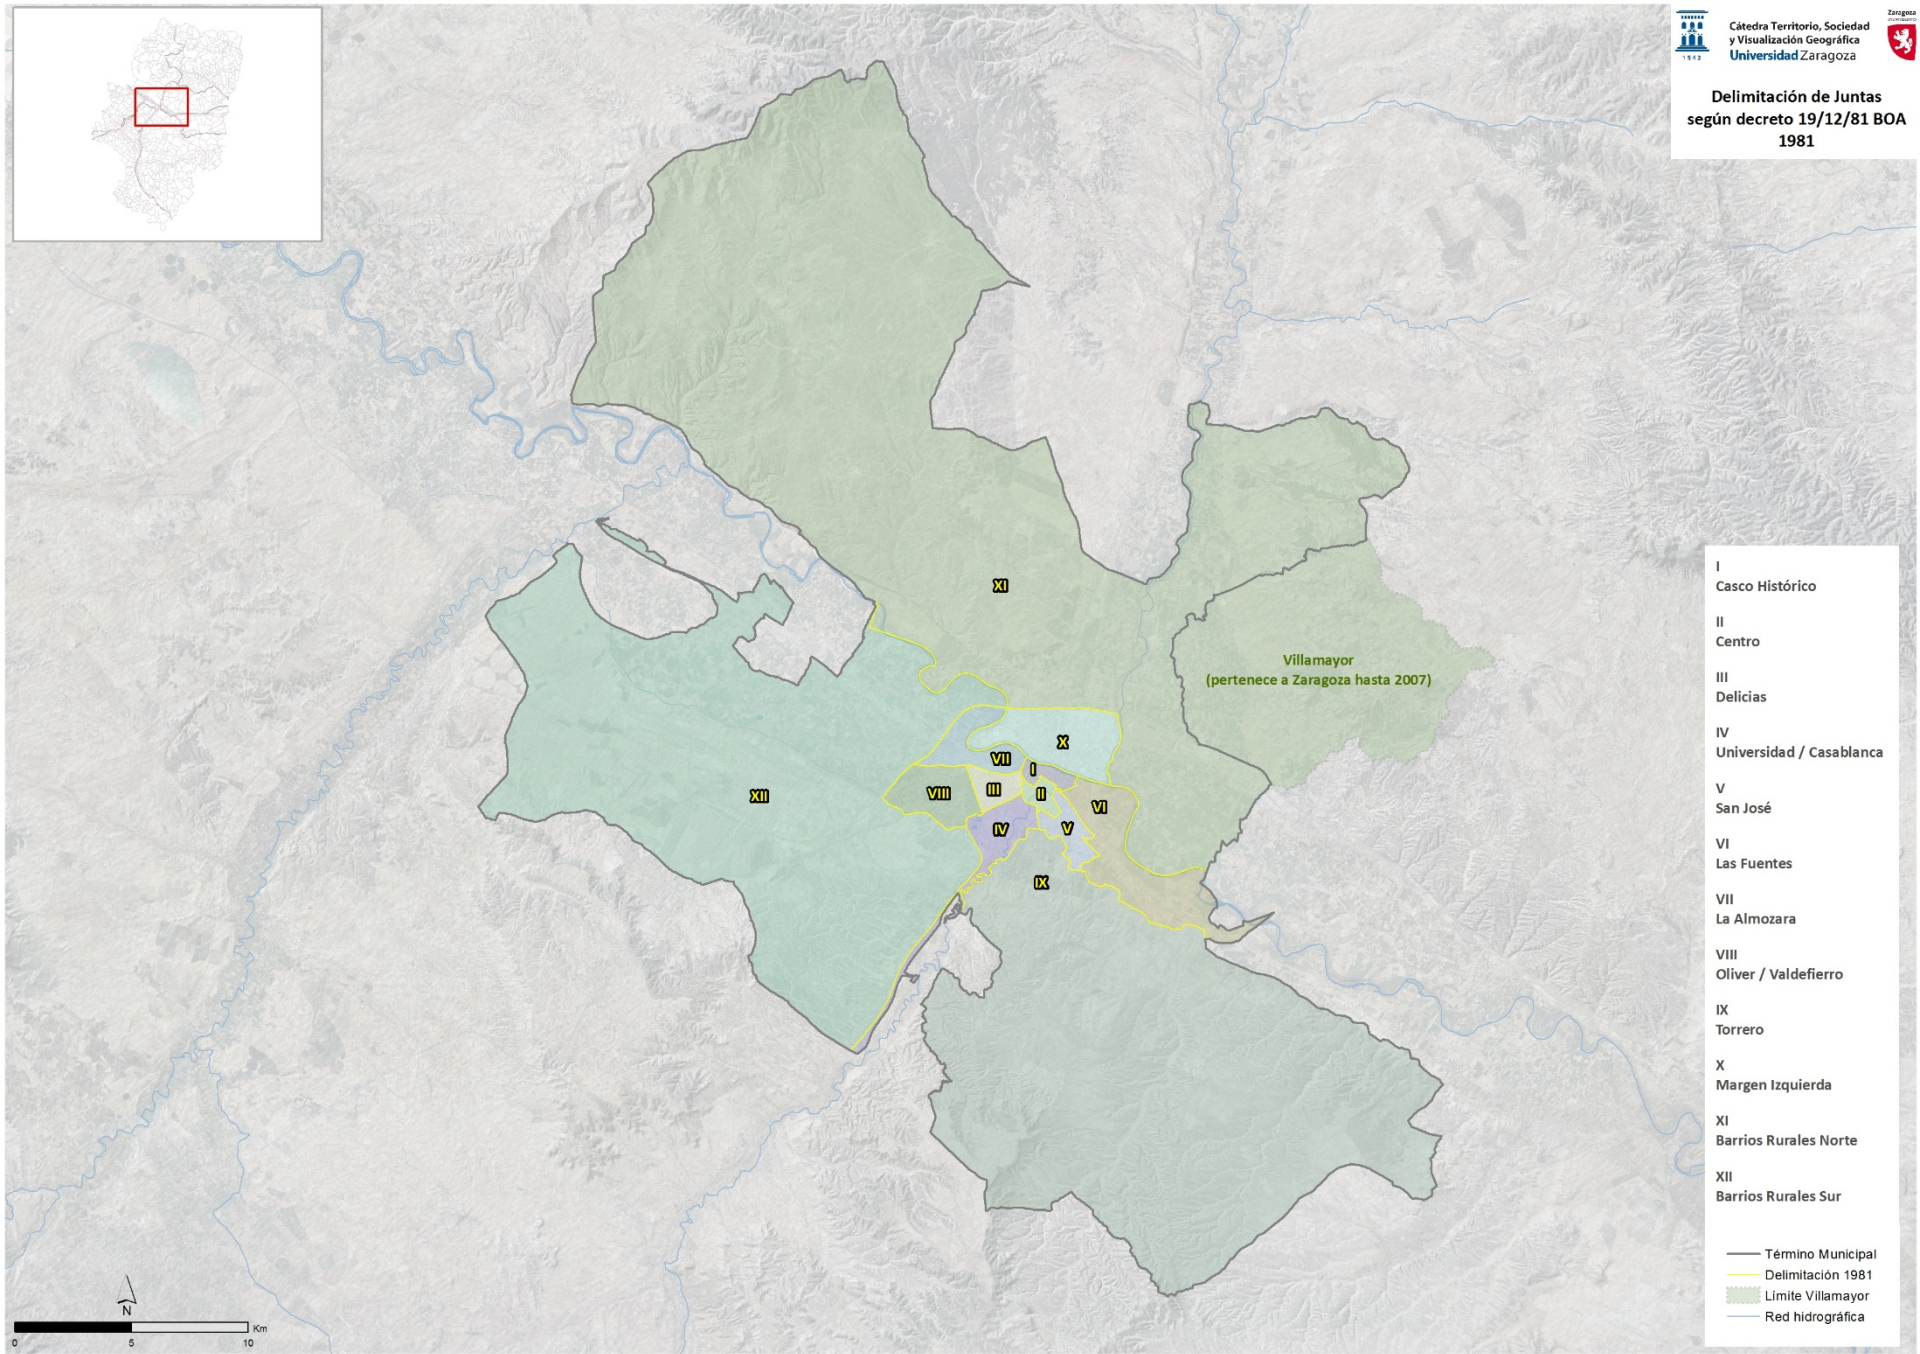 1542
Cátedra Territorio, Sociedad
y Visualización Geográfica
Universidad Zaragoza
Zaragoza
Delimitación de Juntas
según decreto 19/12/81 BOA
1981
XI
Villamayor
(pertenece a Zaragoza hasta 2007)
X
VII
I
XII
VIII
III
II
VI
IV
V
IX
I
Casco Histórico
II
Centro
III
Delicias
IV
Universidad / Casablanca
V
San José
VI
Las Fuentes
VII
La Almozara
VIII
Oliver / Valdefierro
IX
Torrero
X
Margen Izquierda
XI
Barrios Rurales Norte
XII
Barrios Rurales Sur
Término Municipal
Delimitación 1981
Límite Villamayor
Red hidrográfica
N
Km
0 5 10